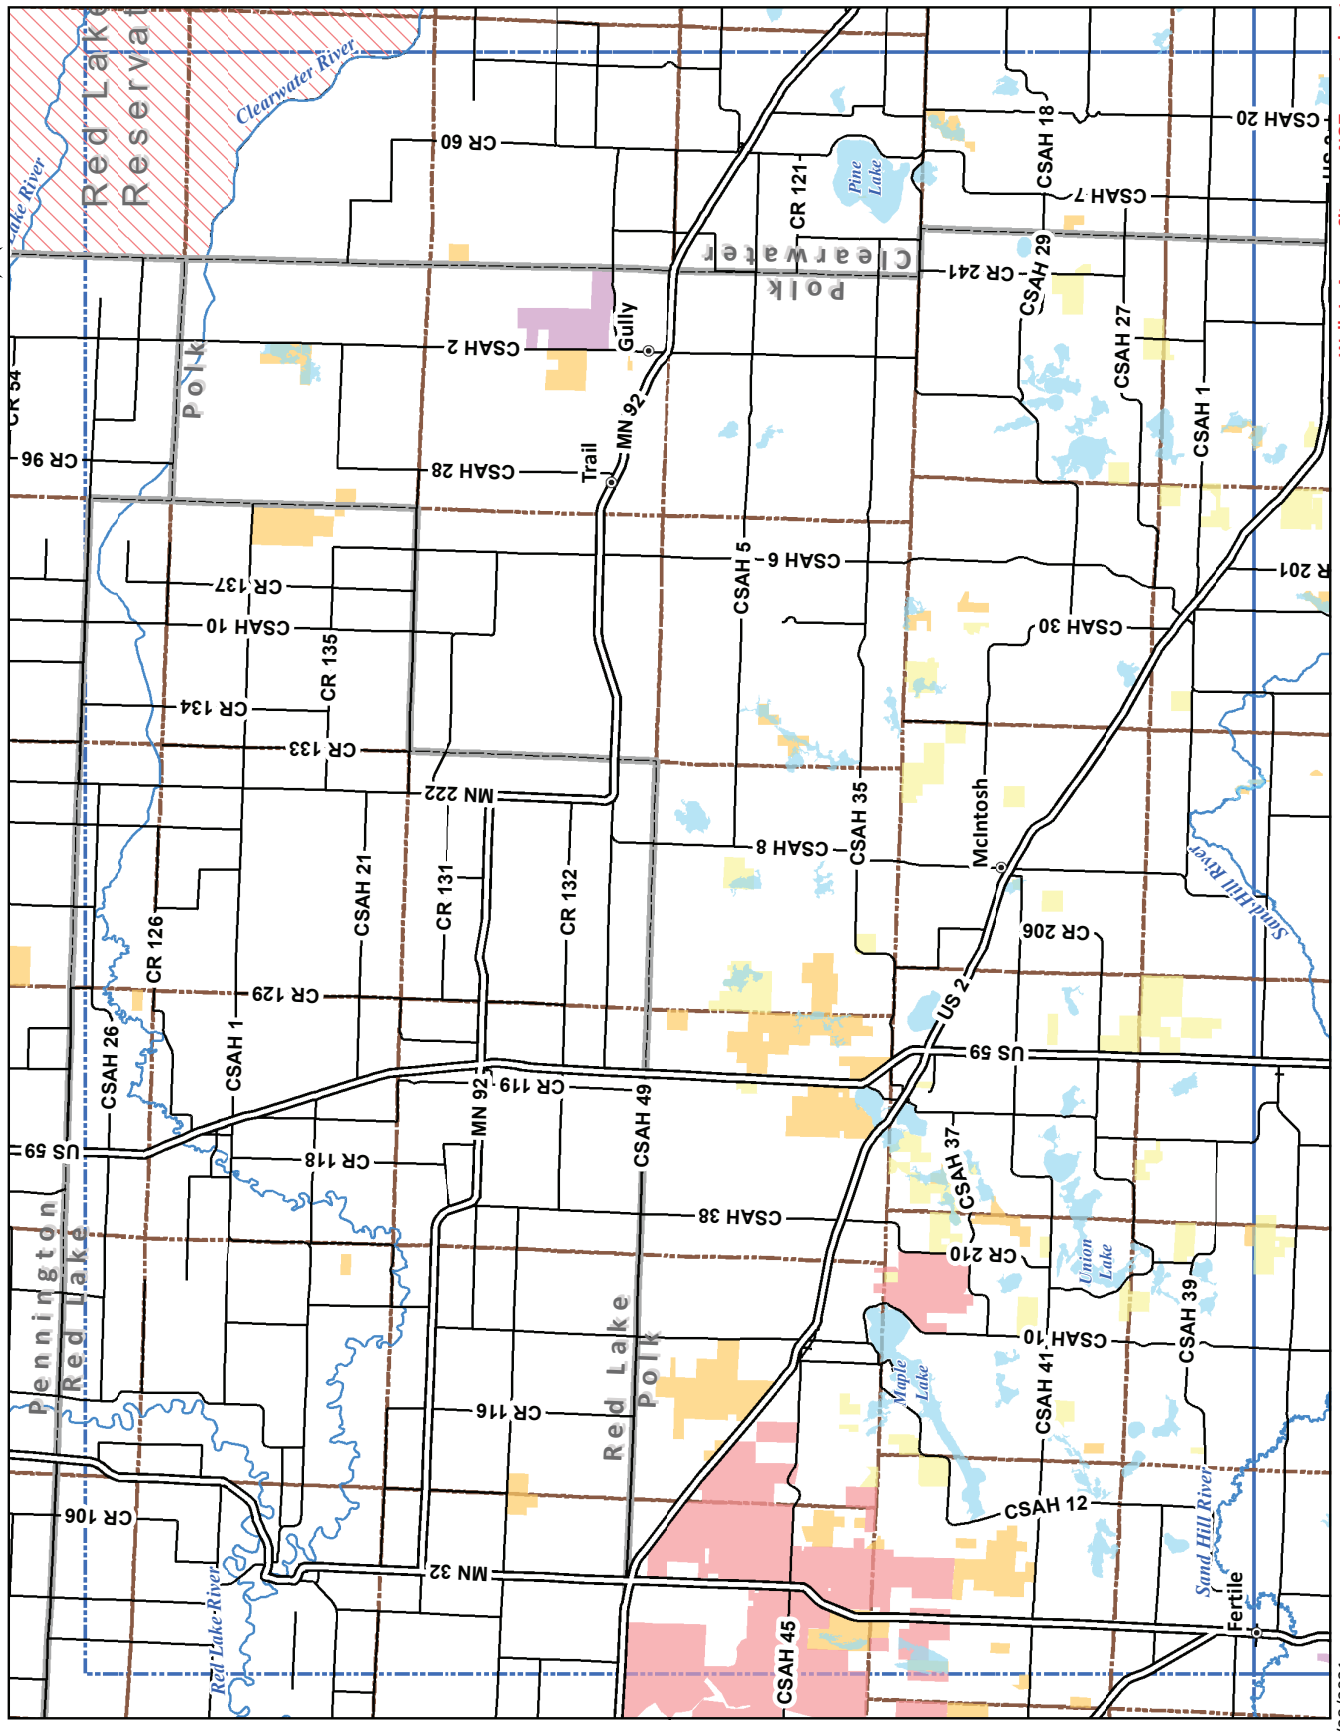 Red Lake
Reservat
Lake River
Clearwater River
CR 60
CSAH 18
CSAH 20
CSAH 7
CR 121
Pine
Lake
Clearwater
Polk
CR 241
CSAH 29
CSAH 27
CSAH 1
CR 54
CR 96
Polk
CSAH 2
Gully
MN 92
Trail
CSAH 28
CSAH 5
CSAH 6
R 201
CR 137
CSAH 10
CR 135
CR 134
CR 133
CSAH 30
MN 222
CSAH 35
CSAH 8
McIntosh
Sand Hill River
CSAH 21
CR 131
CR 132
CR 126
CR 129
CR 206
US 2
US 59
CSAH 26
CSAH 1
MN 92
CR 119
CSAH 49
US 59
CR 118
CSAH 37
CSAH 38
CR 210
Union
Lake
Pennington
Red Lake
CSAH 39
CSAH 10
CSAH 41
Red Lake
Polk
Maple
Lake
CR 116
CSAH 12
CR 106
MN 32
Red Lake River
Sand Hill River
Fertile
CSAH 45